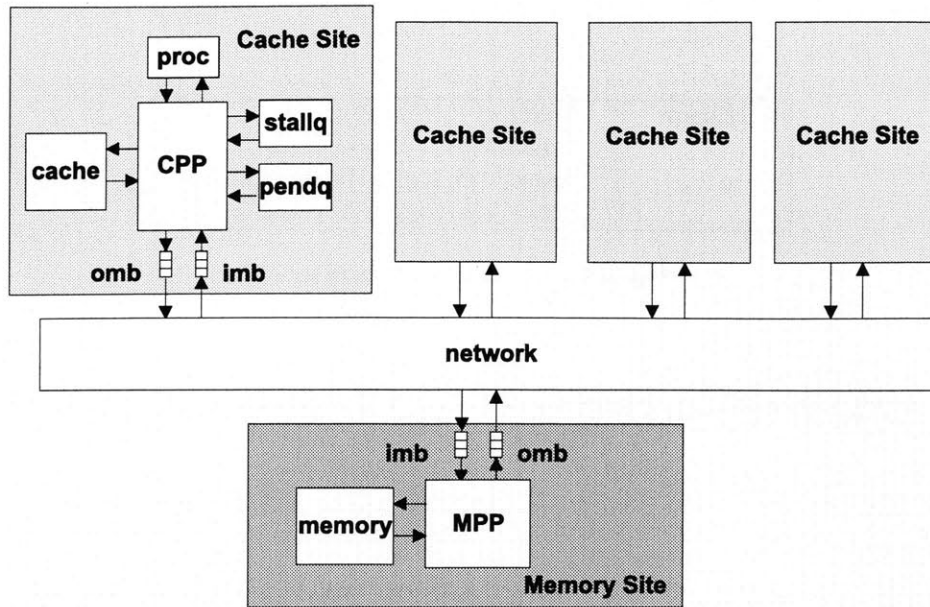 Cache Site
proc
stallq
cache
CPP
pendq
omb
imb
Cache Site
Cache Site
Cache Site
network
imb
omb
memory
MPP
Memory Site